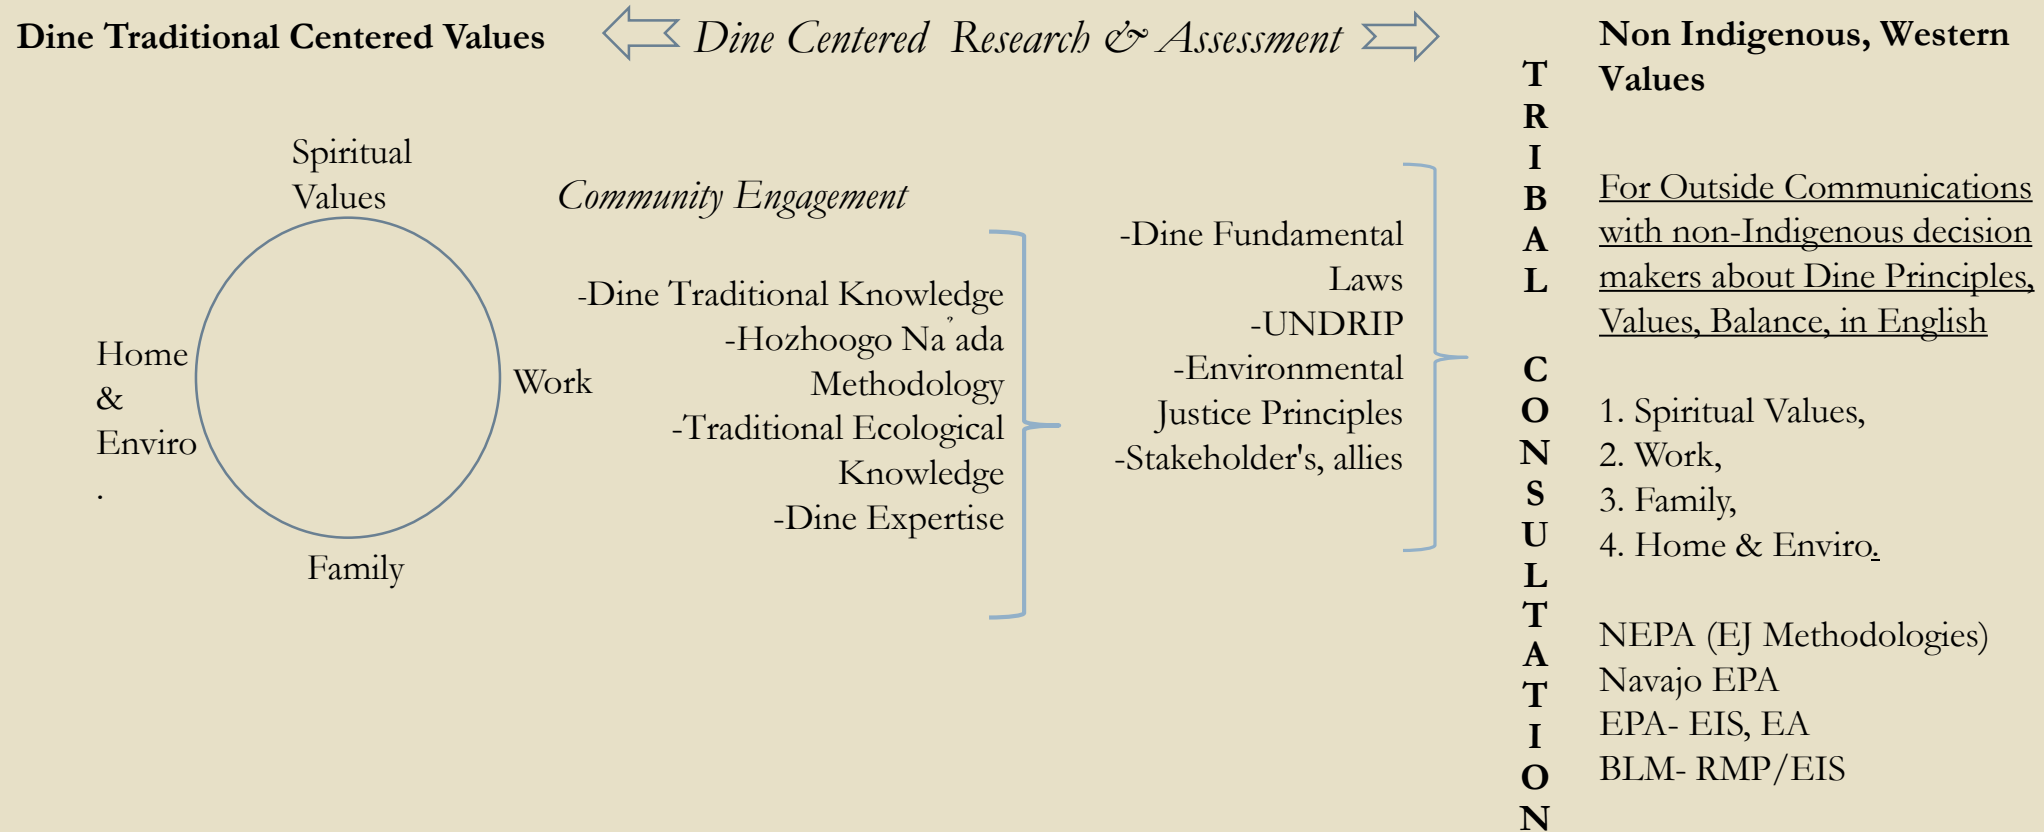 Dine Traditional Centered Values
Dine Centered Research & Assessment
Non Indigenous, Western
Values
Spiritual
Values
Home
&
Enviro
.
Work
Family
Community Engagement
-Dine Traditional Knowledge
-Hozhoogo Na’ada
Methodology
-Traditional Ecological
Knowledge
-Dine Expertise
-Dine Fundamental
Laws
-UNDRIP
-Environmental
Justice Principles
-Stakeholder's, allies
T
R
I
B
A
L
C
O
N
S
U
L
T
A
T
I
O
N
For Outside Communications
with non-Indigenous decision
makers about Dine Principles,
Values, Balance, in English
1. Spiritual Values,
2. Work,
3. Family,
4. Home & Enviro.
NEPA (EJ Methodologies)
Navajo EPA
EPA- EIS, EA
BLM- RMP/EIS